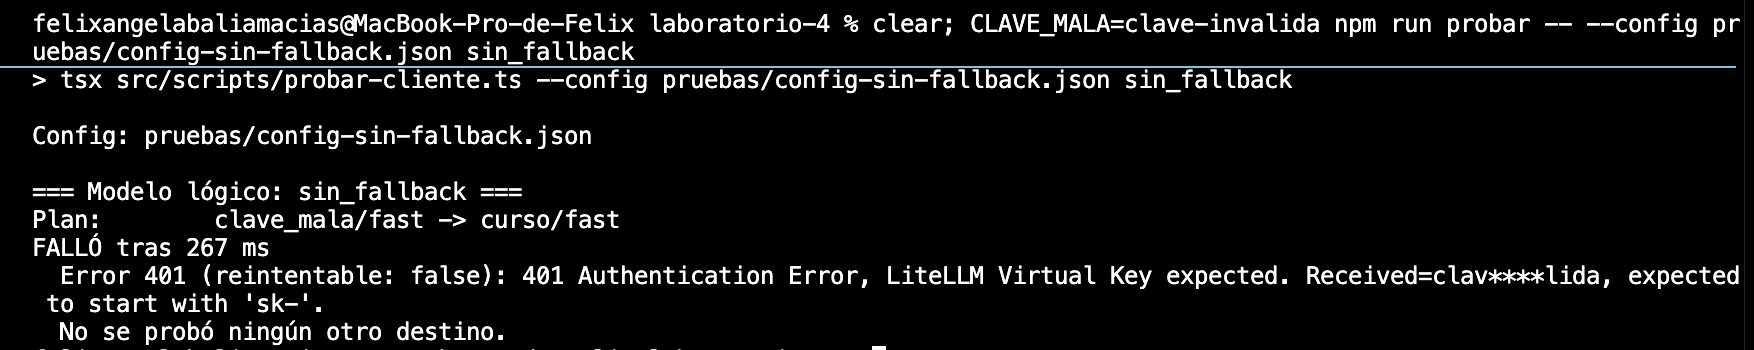 felixangelabaliamacias@MacBook-Pro-de-Felix laboratorio-4 % clear; CLAVE_MALA=clave-invalida npm run probar -- --config pr
uebas/config-sin-fallback.json sin_fallback
> tsx src/scripts/probar-cliente.ts --config pruebas/config-sin-fallback.json sin_fallback
Config: pruebas/config-sin-fallback.json
=== Modelo lógico: sin_fallback ===
Plan:        clave_mala/fast -> curso/fast
FALLÓ tras 267 ms
Error 401 (reintentable: false): 401 Authentication Error, LiteLLM Virtual Key expected. Received=clav****lida, expected
to start with 'sk-'.
No se probó ningún otro destino.